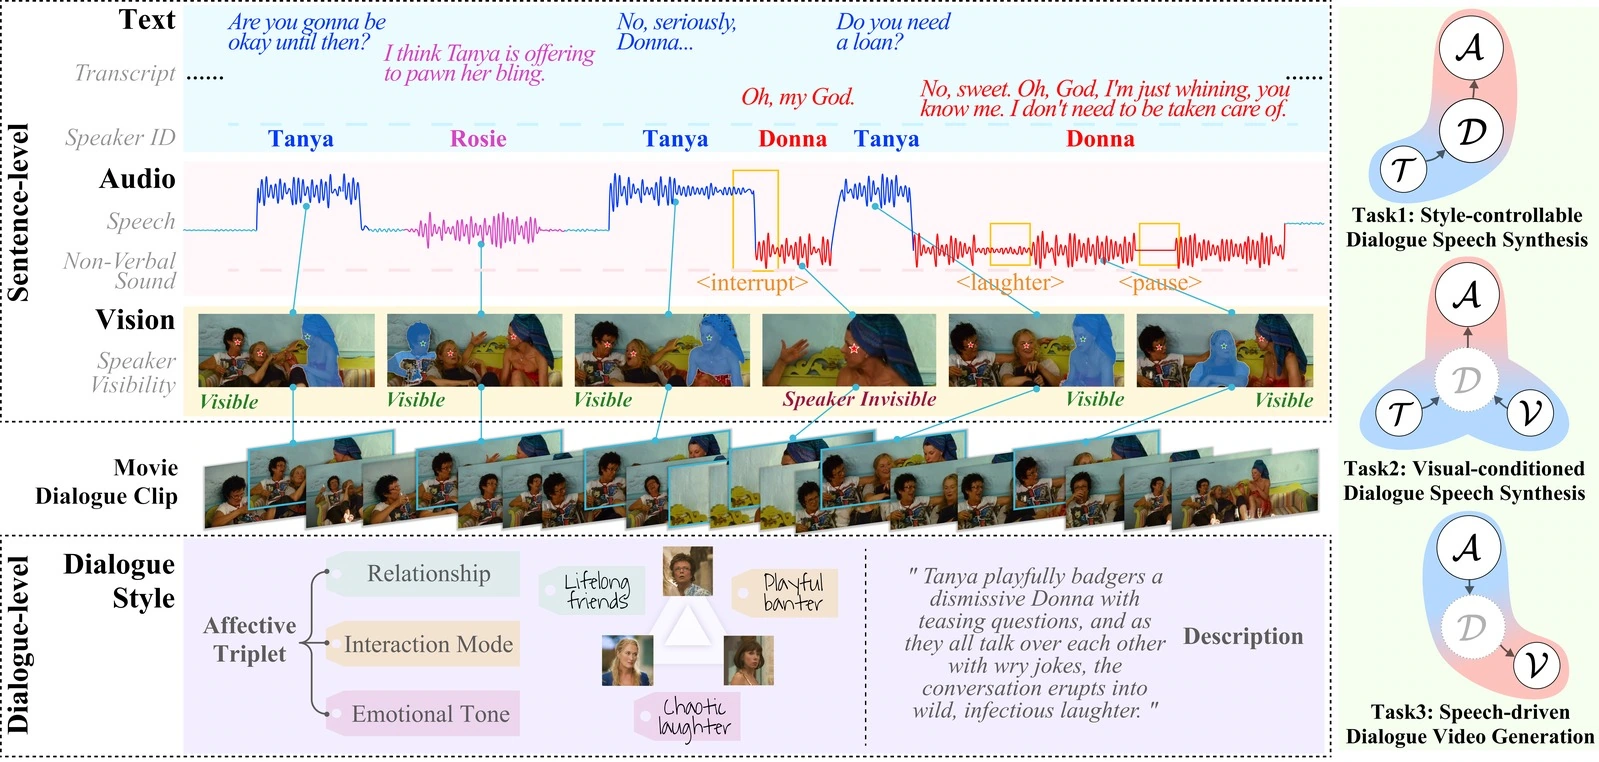 Sentence-level
Text
Transcript
Speaker ID
......
Are you gonna be
okay until then?
I think Tanya is offering
to pawn her bling.
No, seriously,
Donna...
Oh, my God.
Do you need
a loan?
No, sweet. Oh, God, I'm just whining, you
know me. I don't need to be taken care of.
......
Tanya
Rosie
Tanya
Donna
Tanya
Donna
Audio
Speech
Non-Verbal
Sound
<interrupt>
<laughter>
<pause>
Vision
Speaker
Visibility
Visible
Visible
Visible
Speaker Invisible
Visible
Visible
Movie
Dialogue Clip
Dialogue-level
Dialogue
Style
Affective
Triplet
Relationship
Interaction Mode
Emotional Tone
Lifelong
friends
Playful
banter
Chaotic
laughter
" Tanya playfully badgers a
dismissive Donna with
teasing questions, and as
they all talk over each other
with wry jokes, the
conversation erupts into
wild, infectious laughter. "
Description
A
D
T
Task1: Style-controllable
Dialogue Speech Synthesis
A
D
T
V
Task2: Visual-conditioned
Dialogue Speech Synthesis
A
D
V
Task3: Speech-driven
Dialogue Video Generation